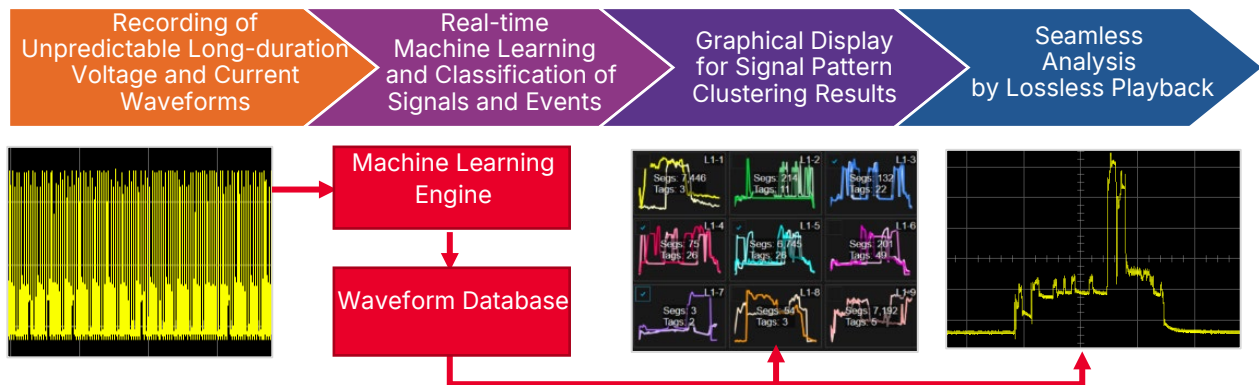 Recording of
Unpredictable Long-duration
Voltage and Current
Waveforms
Real-time
Machine Learning
and Classification of
Signals and Events
Graphical Display
for Signal Pattern
Clustering Results
Seamless
Analysis
by Lossless Playback
Machine Learning
Engine
Waveform Database
L1-1
Segs: 7,446
Tags: 3
L1-2
Segs: 214
Tags: 11
L1-3
Segs: 132
Tags: 22
L1-4
Segs: 75
Tags: 26
L1-5
Segs: 6,745
Tags: 26
L1-6
Segs: 201
Tags: 49
L1-7
Segs: 3
Tags: 2
L1-8
Segs: 54
Tags: 3
L1-9
Segs: 7,192
Tags: 5